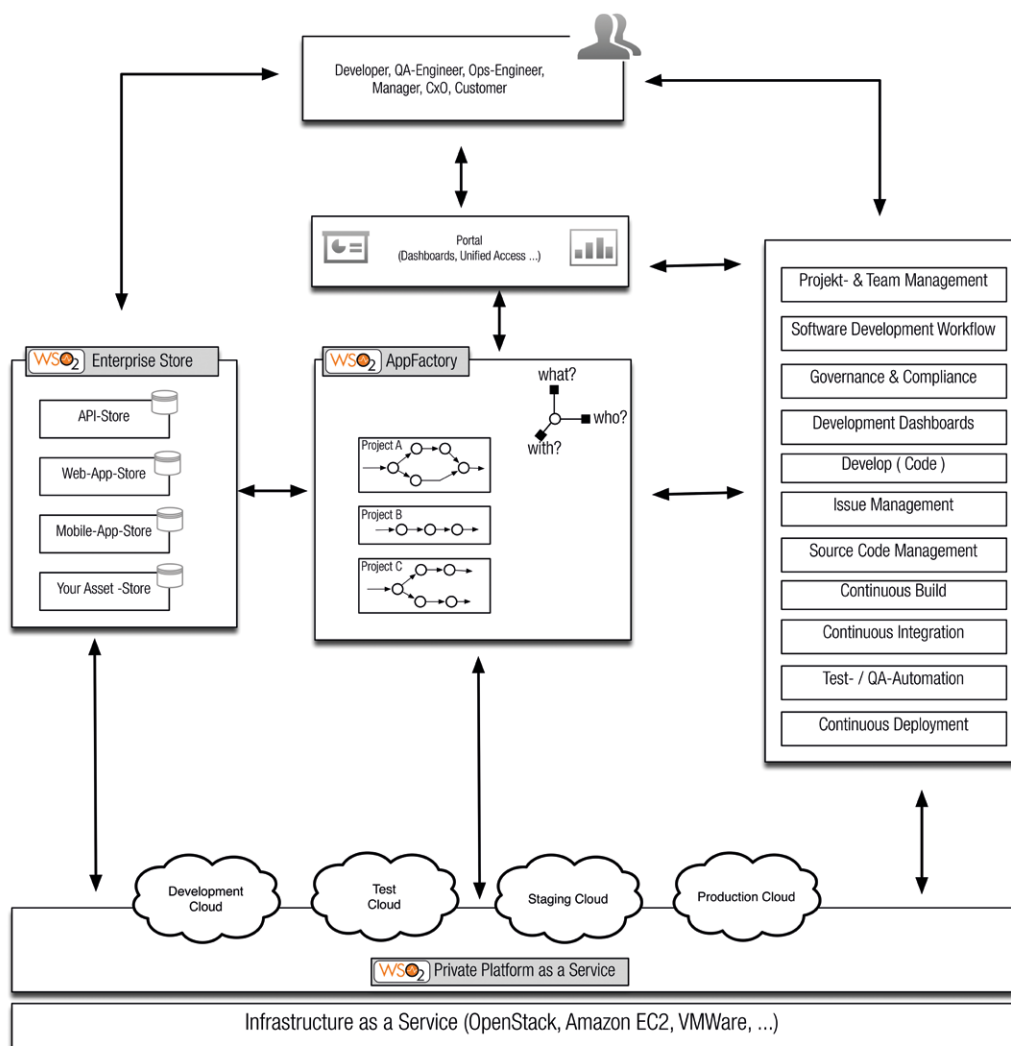 Developer, QA-Engineer, Ops-Engineer,
Manager, CxO, Customer
Portal
(Dashboards, Unified Access ...)
WSO2 Enterprise Store
API-Store
Web-App-Store
Mobile-App-Store
Your Asset -Store
WSO2 AppFactory
what?
who?
with?
Project A
Project B
Project C
Projekt- & Team Management
Software Development Workflow
Governance & Compliance
Development Dashboards
Develop ( Code )
Issue Management
Source Code Management
Continuous Build
Continuous Integration
Test- / QA-Automation
Continuous Deployment
Development
Cloud
Test
Cloud
Staging Cloud
Production Cloud
WSO2 Private Platform as a Service
Infrastructure as a Service (OpenStack, Amazon EC2, VMWare, ...)